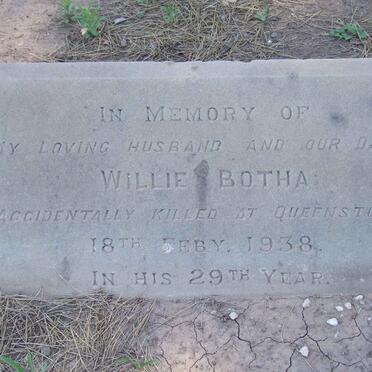 IN MEMORY OF
MY LOVING HUSBAND AND OUR
WILLIE BOTHA
ACCIDENTALLY KILLED AT
18TH FEBY. 1938.
IN HIS 29TH YEAR.